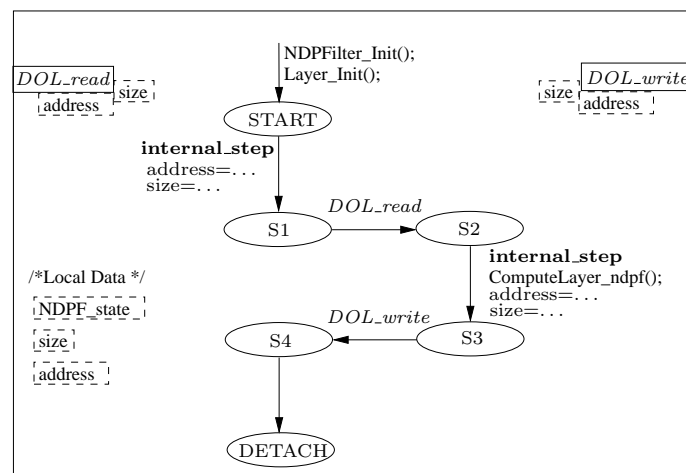 NDPFilter_Init();
Layer_Init();
DOL_read
size
address
DOL_write
size
address
START
internal_step
address=...
size=...
S1
DOL_read
S2
internal_step
ComputeLayer_ndpf();
address=...
size=...
/*Local Data */
NDPF_state
size
address
DOL_write
S4
S3
DETACH